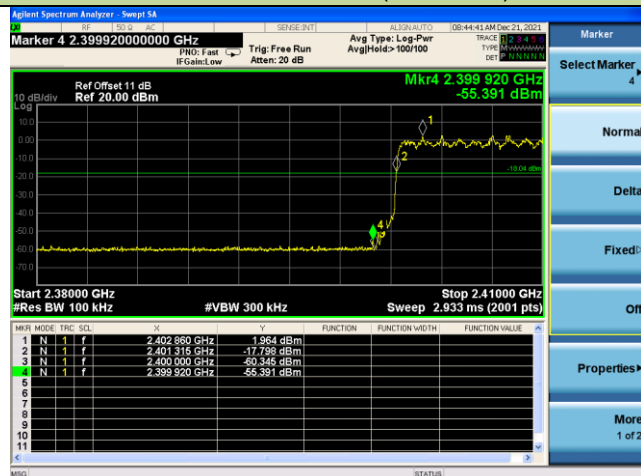 Agilent Spectrum Analyzer - Swept SA
RF 50 Ω AC SENSE:INT ALIGN AUTO 08:44:41 AM Dec 21, 2021
Marker 4 2.399920000000 GHz
PNO: Fast
IFGain:Low
Trig: Free Run
Atten: 20 dB
Avg Type: Log-Pwr
Avg|Hold:>100/100
TRACE 1 2 3 4 5 6
TYPE M
DET P N N N N N
Marker
Select Marker
4
Normal
Delta
Fixed
Off
Properties
More
1 of 2
Ref Offset 11 dB
Ref 20.00 dBm
10 dB/div
Log
Mkr4 2.399 920 GHz
-55.391 dBm
10.0
0.00
-10.0
-20.0
-30.0
-40.0
-50.0
-60.0
-70.0
1
2
4
-18.04 dBm
Start 2.38000 GHz
Stop 2.41000 GHz
#Res BW 100 kHz #VBW 300 kHz Sweep 2.933 ms (2001 pts)
MKR MODE TRC SCL X Y FUNCTION FUNCTION WIDTH FUNCTION VALUE
1 N 1 f 2.402 860 GHz 1.964 dBm
2 N 1 f 2.401 315 GHz -17.798 dBm
3 N 1 f 2.400 000 GHz -60.345 dBm
4 N 1 f 2.399 920 GHz -55.391 dBm
5
6
7
8
9
10
11
MSG STATUS